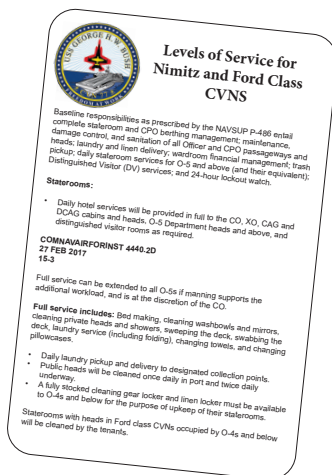 USS GEORGE H.W. BUSH
FREEDOM AT WORK
Levels of Service for
Nimitz and Ford Class
CVNS
Baseline responsibilities as prescribed by the NAVSUP P-486 entail
complete stateroom and CPO berthing management; maintenance,
damage control, and sanitation of all Officer and CPO passageways and
heads; laundry and linen delivery; wardroom financial management; trash
pickup; daily stateroom services for O-5 and above (and their equivalent);
Distinguished Visitor (DV) services; and 24-hour lockout watch.
Staterooms:
• Daily hotel services will be provided in full to the CO, XO, CAG and
DCAG cabins and heads, O-5 Department heads and above, and
distinguished visitor rooms as required.
COMNAVAIRFORINST 4440-2D
27 FEB 2017
15-3
Full service can be extended to all O-5s if manning supports the
additional workload, and is at the discretion of the CO.
Full service includes: Bed making, cleaning washbowls and mirrors,
cleaning private heads and showers, sweeping the deck, swabbing the
deck, laundry service (including folding), changing towels, and changing
pillowcases.
• Daily laundry pickup and delivery to designated collection points.
• Public heads will be cleaned once daily in port and twice daily
underway.
• A fully stocked cleaning gear locker and linen locker must be available
to O-4s and below for the purpose of upkeep of their staterooms.
Staterooms with heads in Ford class CVNs occupied by O-4s and below
will be cleaned by the tenants.